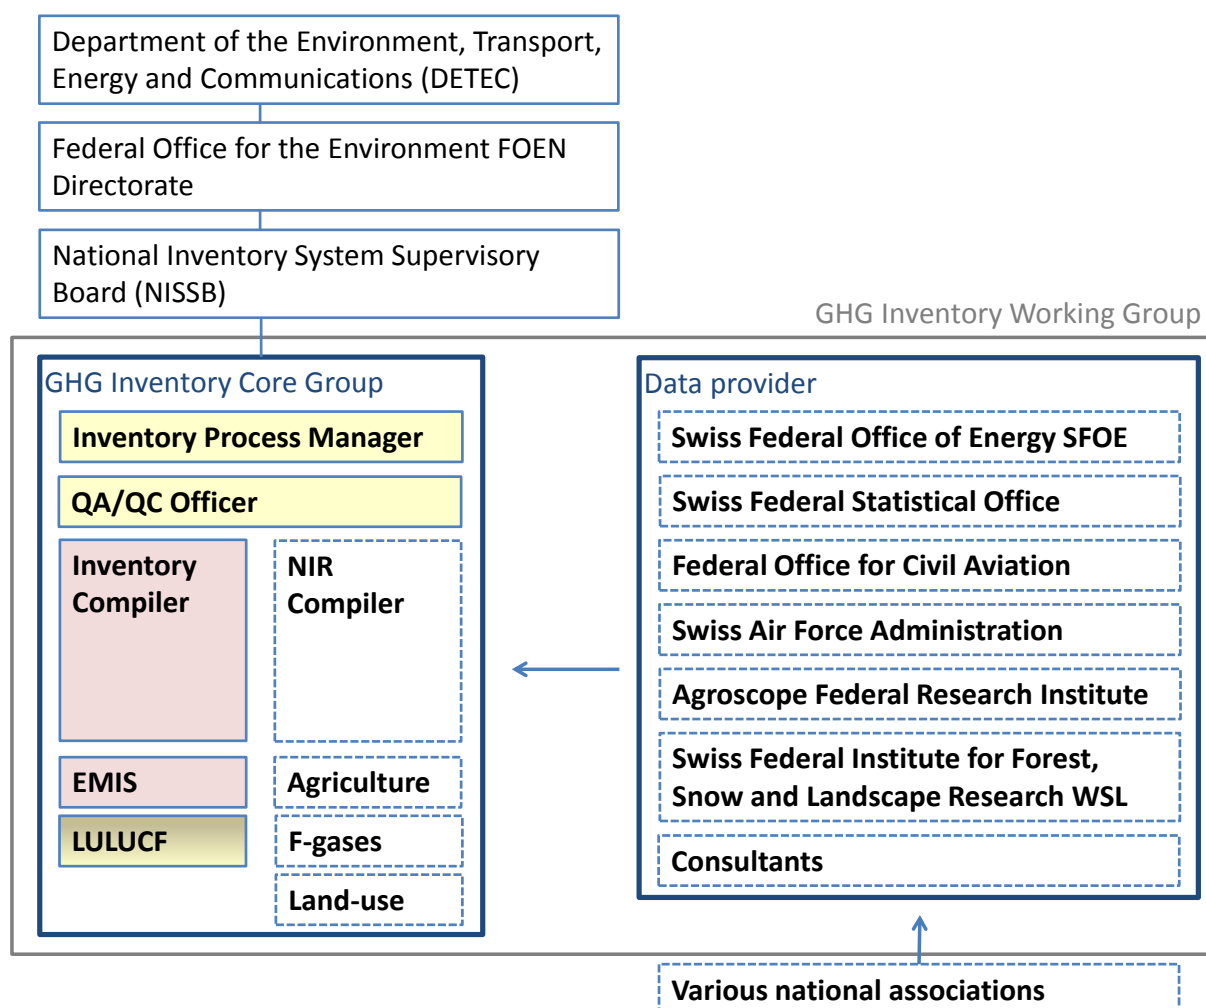 Department of the Environment, Transport,
Energy and Communications (DETEC)
Federal Office for the Environment FOEN
Directorate
National Inventory System Supervisory
Board (NISSB)
GHG Inventory Working Group
GHG Inventory Core Group
Inventory Process Manager
QA/QC Officer
Inventory
Compiler
NIR
Compiler
EMIS
Agriculture
LULUCF
F-gases
Land-use
Data provider
Swiss Federal Office of Energy SFOE
Swiss Federal Statistical Office
Federal Office for Civil Aviation
Swiss Air Force Administration
Agroscope Federal Research Institute
Swiss Federal Institute for Forest,
Snow and Landscape Research WSL
Consultants
Various national associations